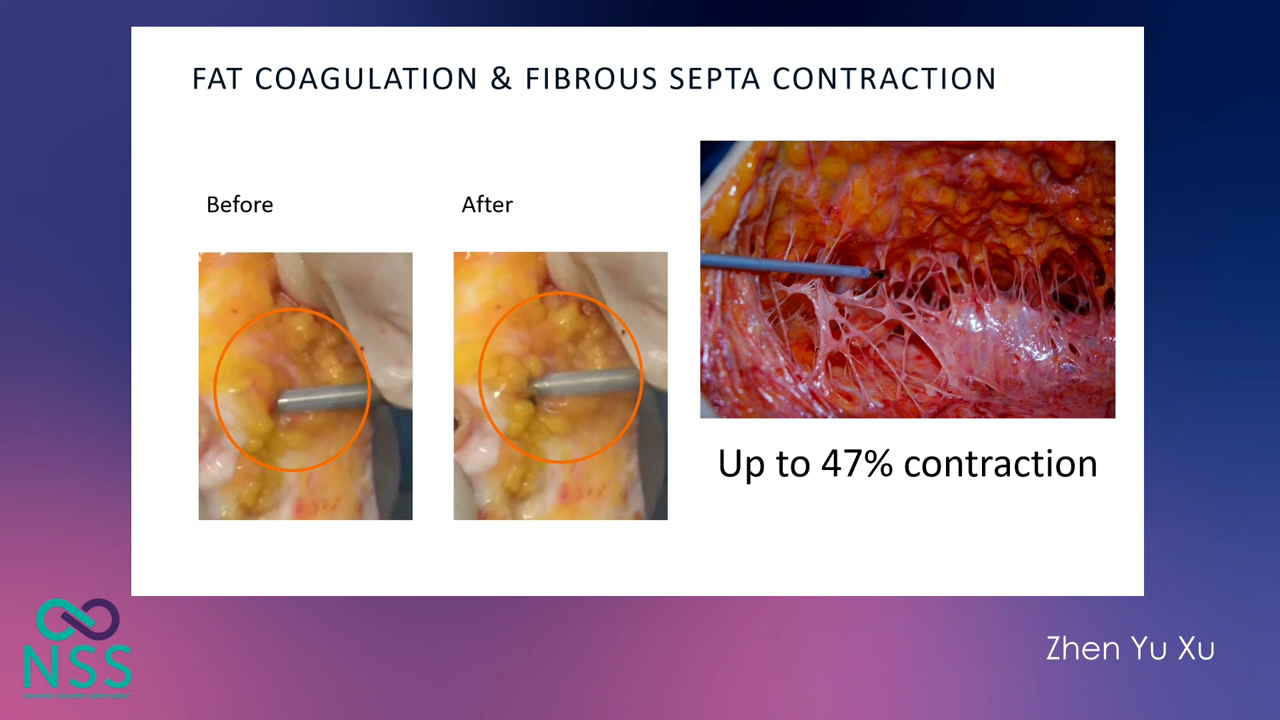 FAT COAGULATION & FIBROUS SEPTA CONTRACTION
Before
After
Up to 47% contraction
NSS
Zhen Yu Xu